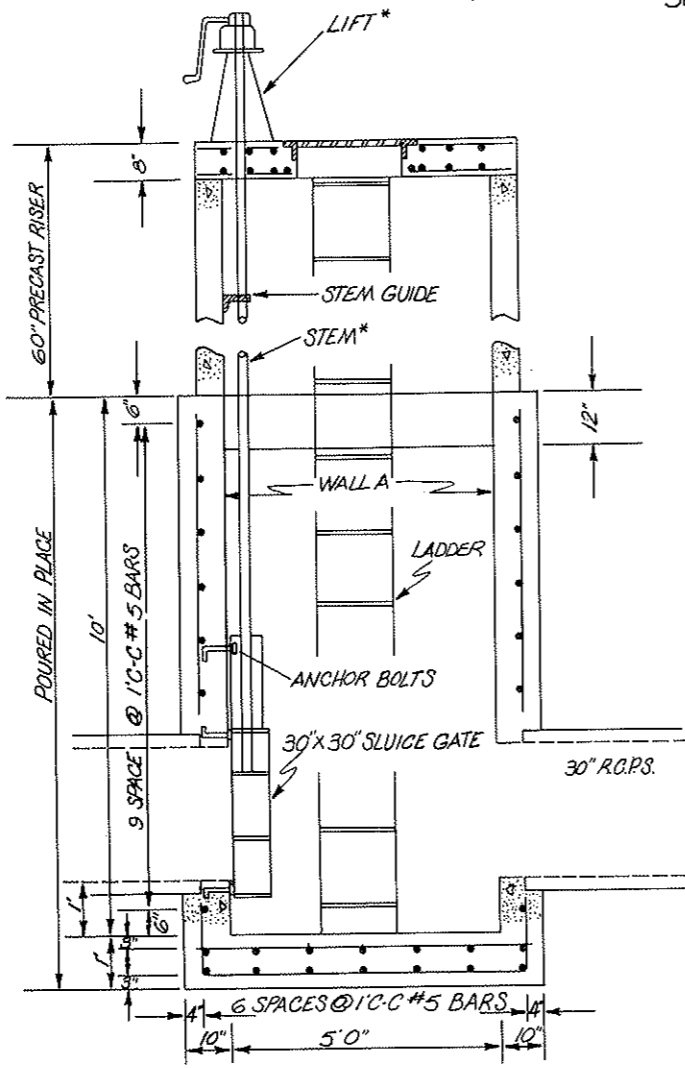 LIFT*
8"
60" PRECAST RISER
STEM GUIDE
STEM*
6"
12"
WALL A
LADDER
POURED IN PLACE
10'
9 SPACE @ 1'C-C #5 BARS
ANCHOR BOLTS
30"X30" SLUICE GATE
30" R.C.P.S.
1'
6"
3"
1'
3"
6 SPACES @ 1'C-C #5 BARS
4"
4"
10"
5'0"
10"